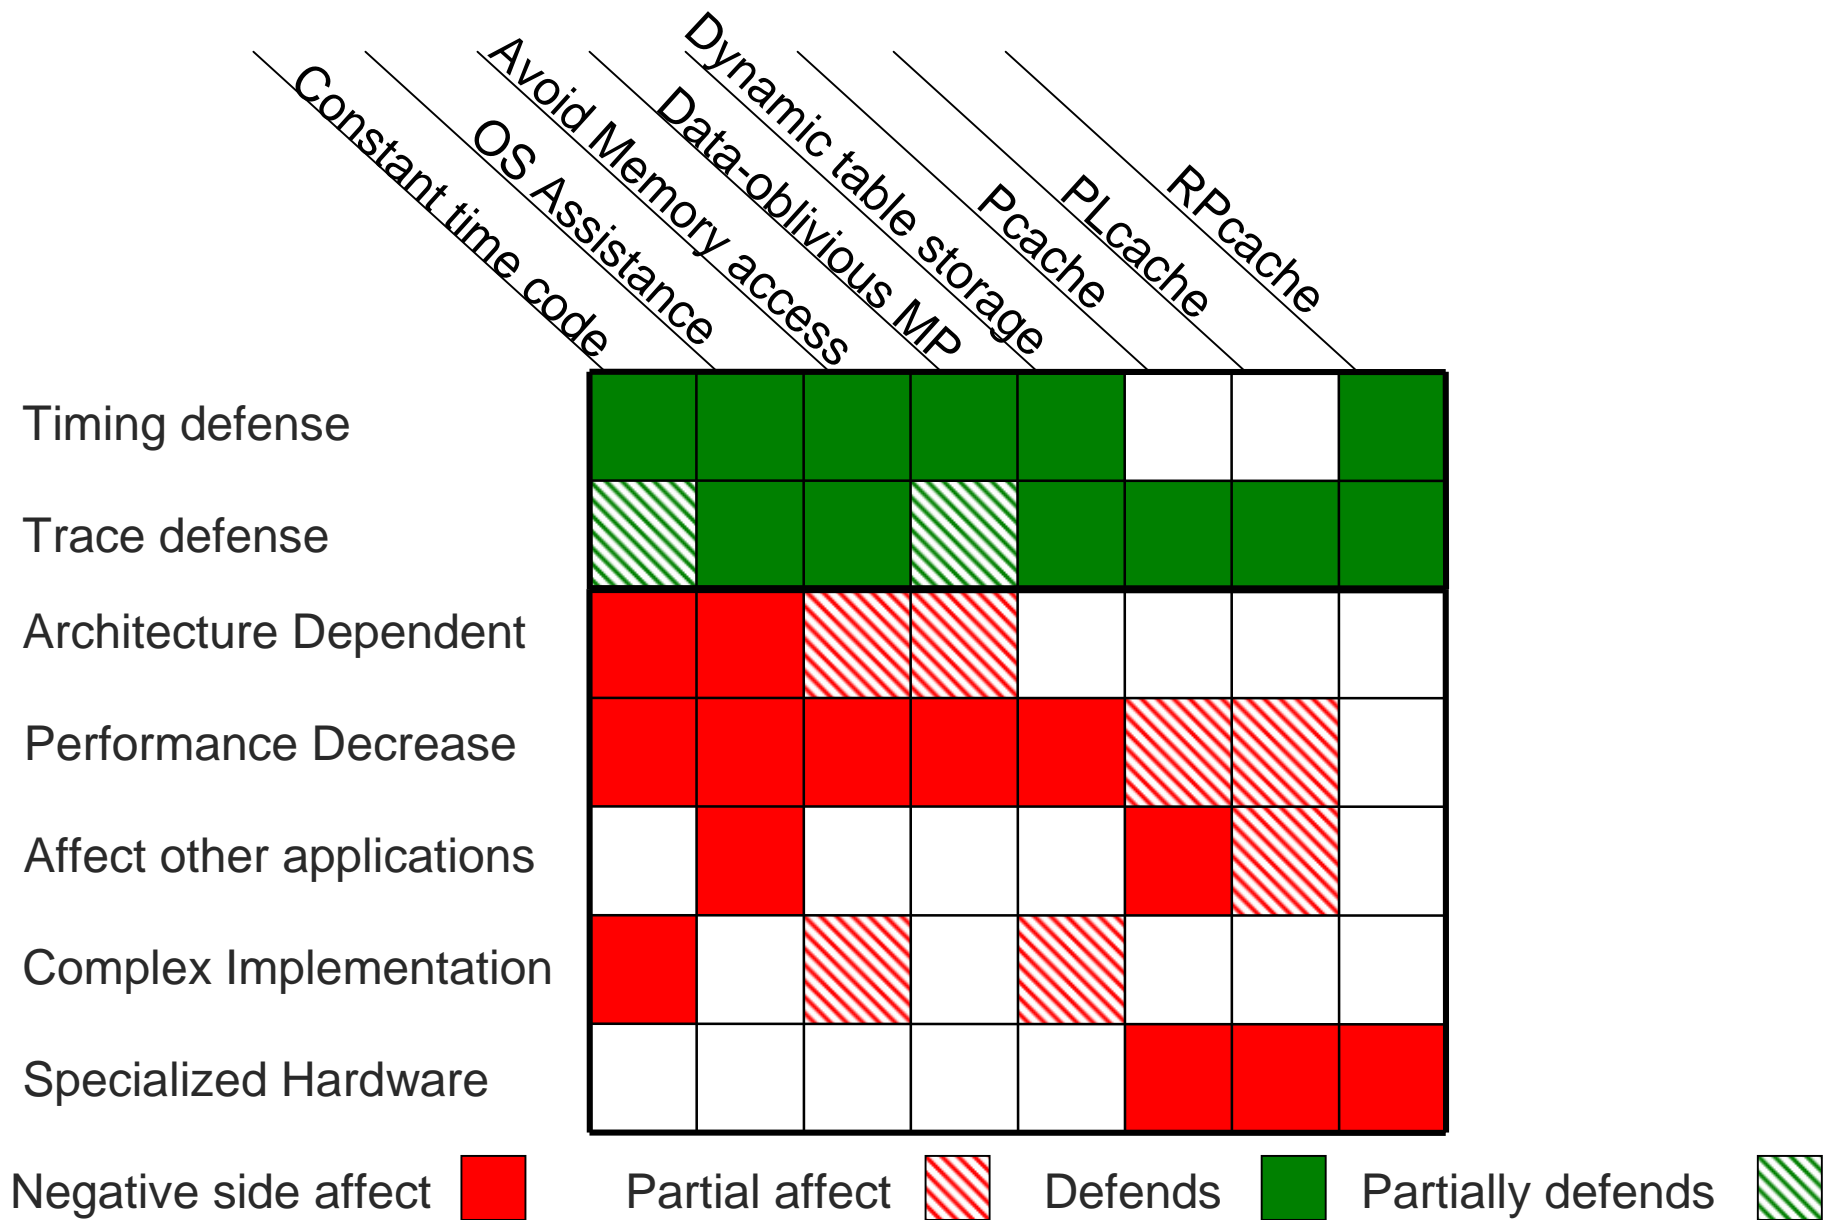 Constant time code
OS Assistance
Avoid Memory access
Data-oblivious MP
Dynamic table storage
Pcache
PLcache
RPcache
Timing defense
Trace defense
Architecture Dependent
Performance Decrease
Affect other applications
Complex Implementation
Specialized Hardware
Negative side affect
Partial affect
Defends
Partially defends